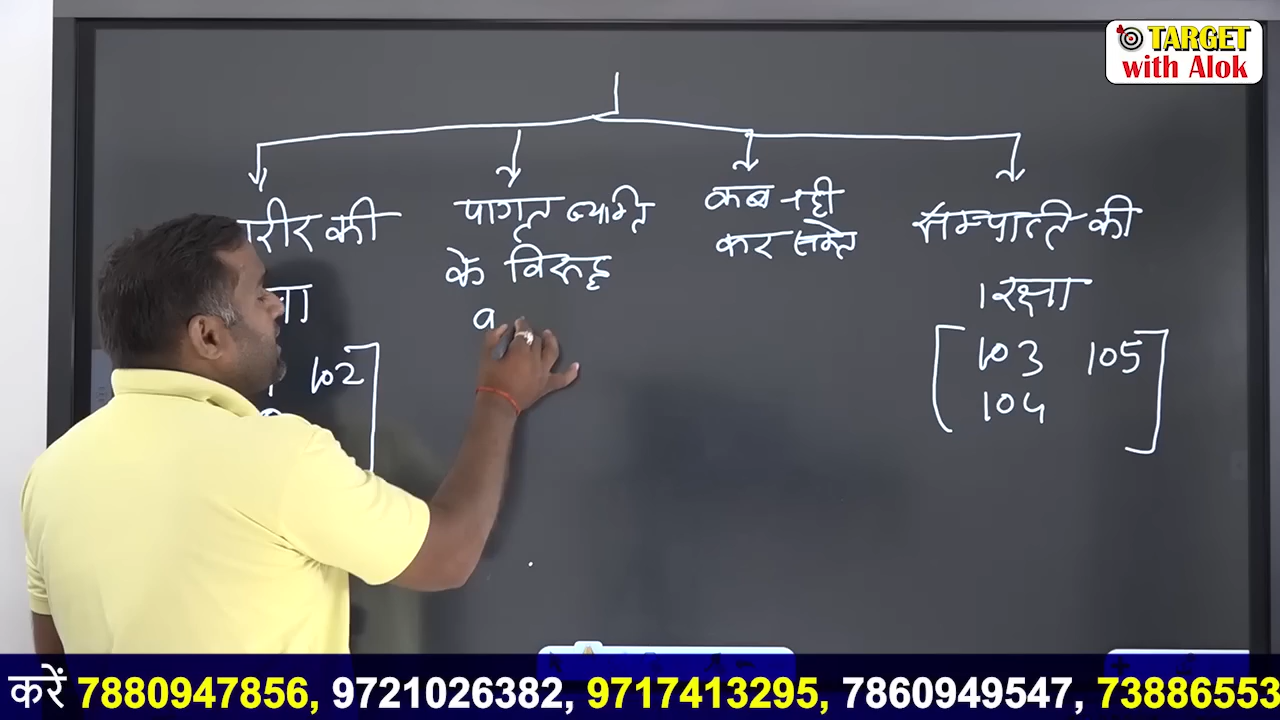 TARGET
with Alok
रीर की
पागल व्यक्ति
के विरूद्ध
a
कब नही
कर सकते
सम्पत्ति की
रक्षा
102
103 105
104
करें 7880947856, 9721026382, 9717413295, 7860949547, 73886553